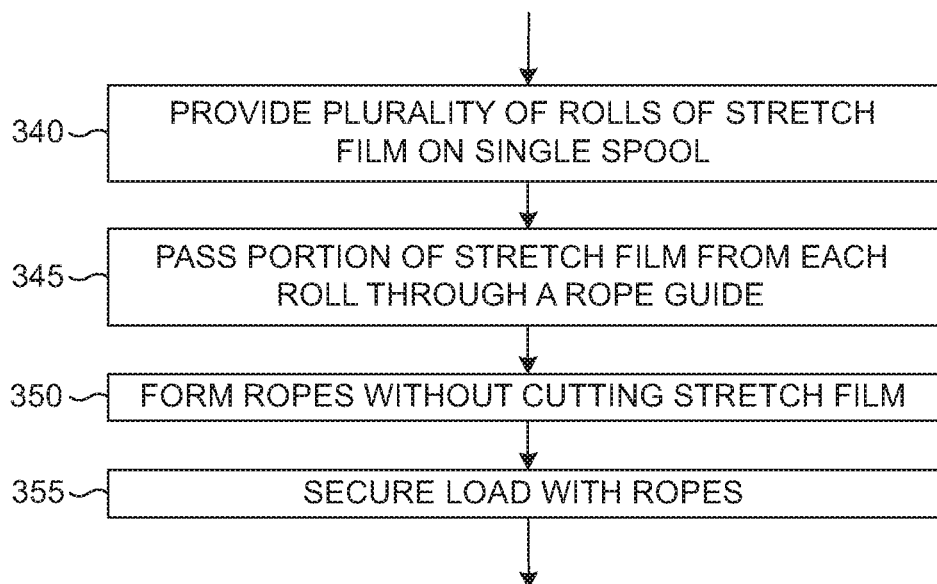 340
PROVIDE PLURALITY OF ROLLS OF STRETCH
FILM ON SINGLE SPOOL
345
PASS PORTION OF STRETCH FILM FROM EACH
ROLL THROUGH A ROPE GUIDE
350
FORM ROPES WITHOUT CUTTING STRETCH FILM
355
SECURE LOAD WITH ROPES